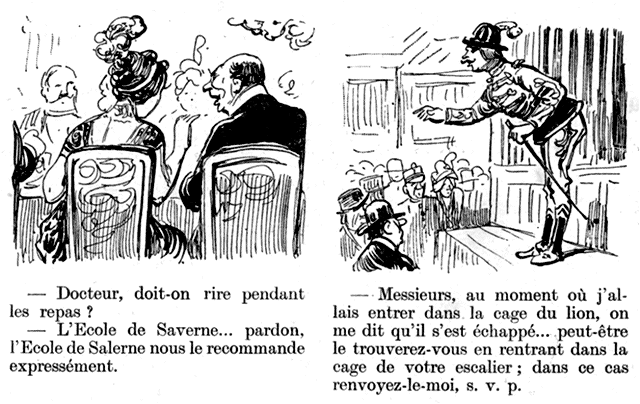 — Docteur, doit-on rire pendant
les repas ?
— L'Ecole de Saverne... pardon,
l'Ecole de Salerne nous le recommande
expressément.
— Messieurs, au moment où j'al-
lais entrer dans la cage du lion, on
me dit qu'il s'est échappé... peut-être
le trouverez-vous en rentrant dans la
cage de votre escalier ; dans ce cas
renvoyez-le-moi, s. v. p.